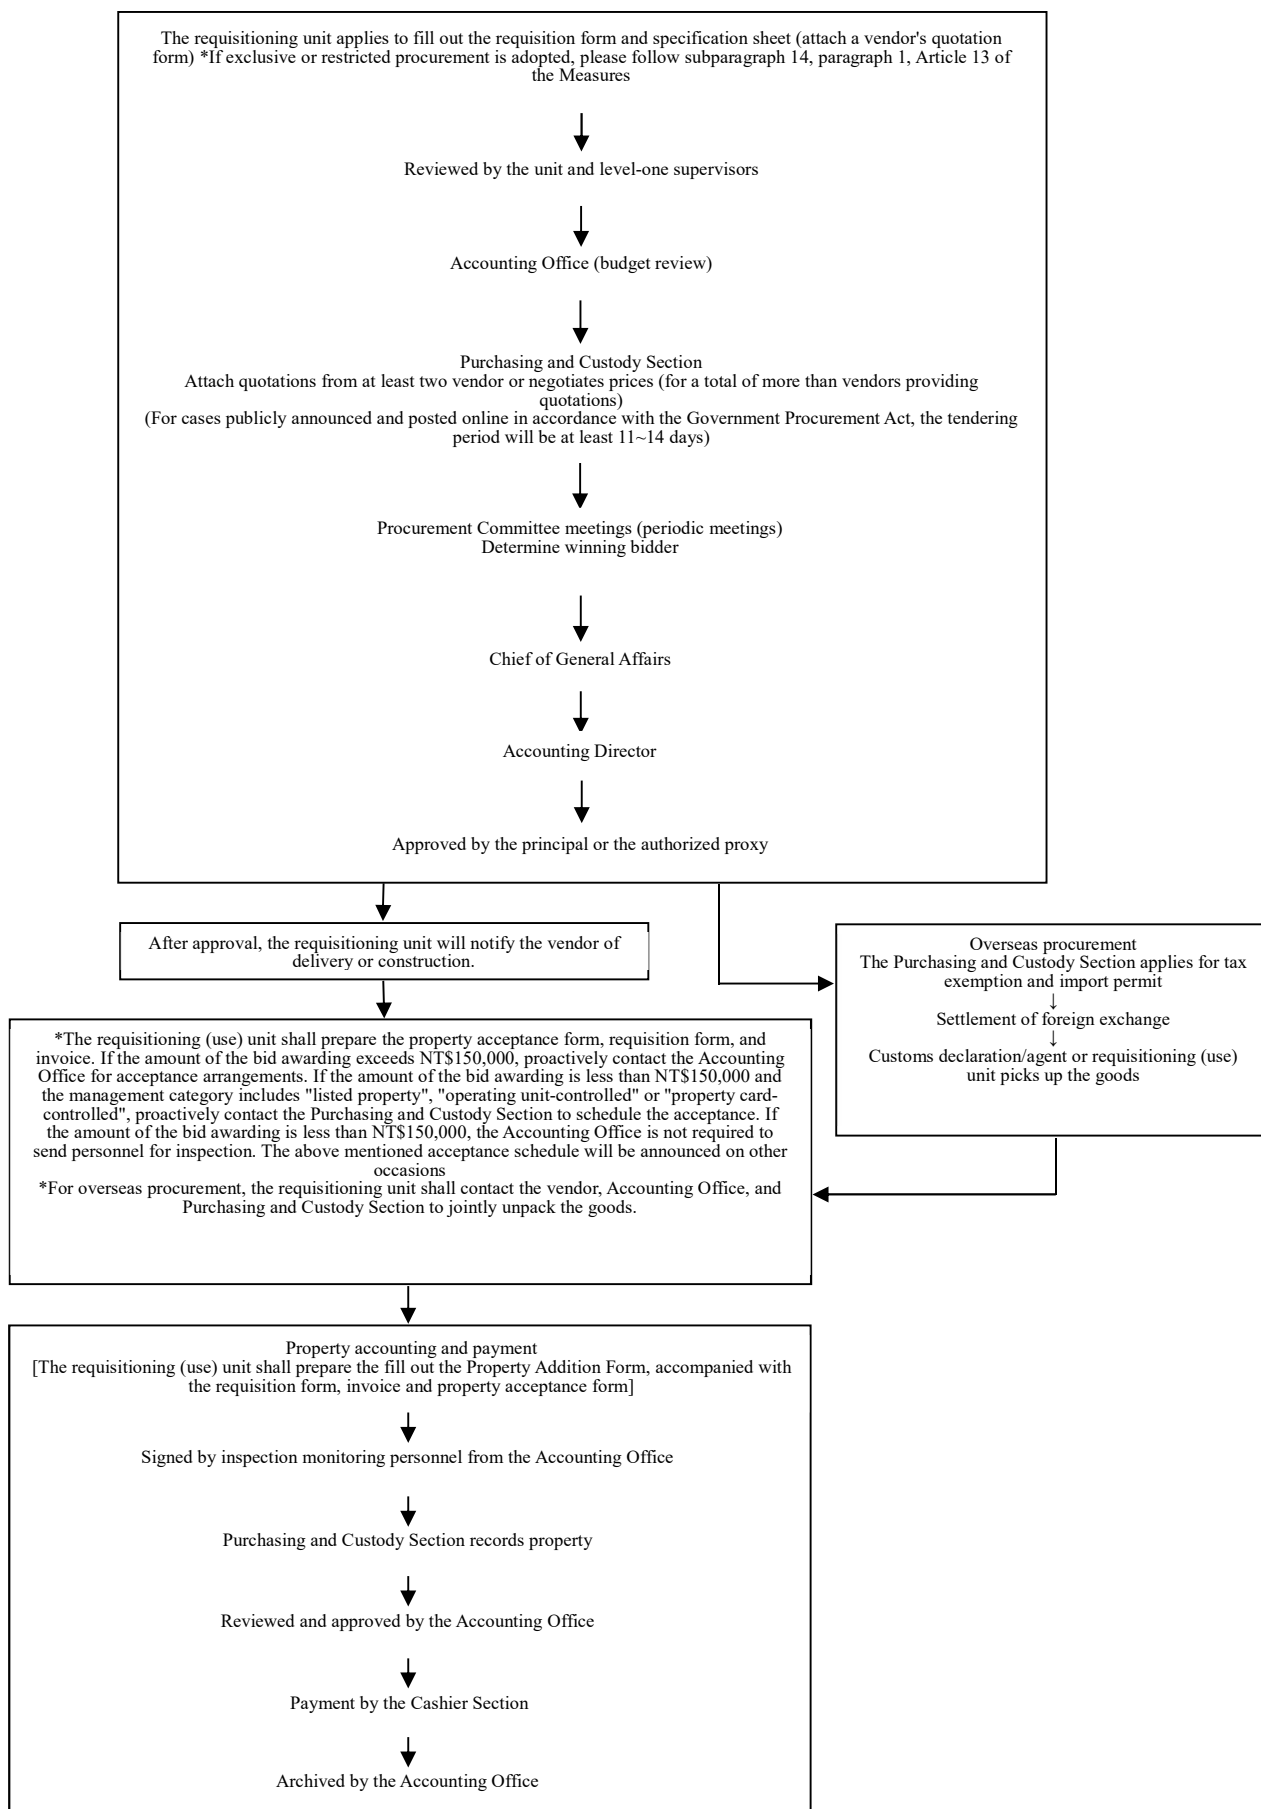 The requisitioning unit applies to fill out the requisition form and specification sheet (attach a vendor's quotation
form) *If exclusive or restricted procurement is adopted, please follow subparagraph 14, paragraph 1, Article 13 of
the Measures
Reviewed by the unit and level-one supervisors
Accounting Office (budget review)
Purchasing and Custody Section
Attach quotations from at least two vendor or negotiates prices (for a total of more than vendors providing
quotations)
(For cases publicly announced and posted online in accordance with the Government Procurement Act, the tendering
period will be at least 11~14 days)
Procurement Committee meetings (periodic meetings)
Determine winning bidder
Chief of General Affairs
Accounting Director
Approved by the principal or the authorized proxy
After approval, the requisitioning unit will notify the vendor of
delivery or construction.
Overseas procurement
The Purchasing and Custody Section applies for tax
exemption and import permit
↓
Settlement of foreign exchange
↓
Customs declaration/agent or requisitioning (use)
unit picks up the goods
*The requisitioning (use) unit shall prepare the property acceptance form, requisition form, and
invoice. If the amount of the bid awarding exceeds NT$150,000, proactively contact the Accounting
Office for acceptance arrangements. If the amount of the bid awarding is less than NT$150,000 and
the management category includes "listed property", "operating unit-controlled" or "property card-
controlled", proactively contact the Purchasing and Custody Section to schedule the acceptance. If
the amount of the bid awarding is less than NT$150,000, the Accounting Office is not required to
send personnel for inspection. The above mentioned acceptance schedule will be announced on other
occasions
*For overseas procurement, the requisitioning unit shall contact the vendor, Accounting Office, and
Purchasing and Custody Section to jointly unpack the goods.
Property accounting and payment
[The requisitioning (use) unit shall prepare the fill out the Property Addition Form, accompanied with
the requisition form, invoice and property acceptance form]
Signed by inspection monitoring personnel from the Accounting Office
Purchasing and Custody Section records property
Reviewed and approved by the Accounting Office
Payment by the Cashier Section
Archived by the Accounting Office